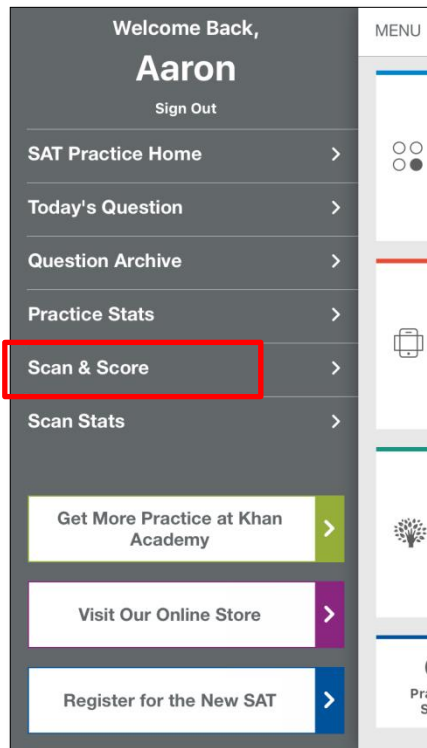 Welcome Back,
Aaron
Sign Out
SAT Practice Home
Today's Question
Question Archive
Practice Stats
Scan & Score
Scan Stats
Get More Practice at Khan
Academy
Visit Our Online Store
Register for the New SAT
MENU